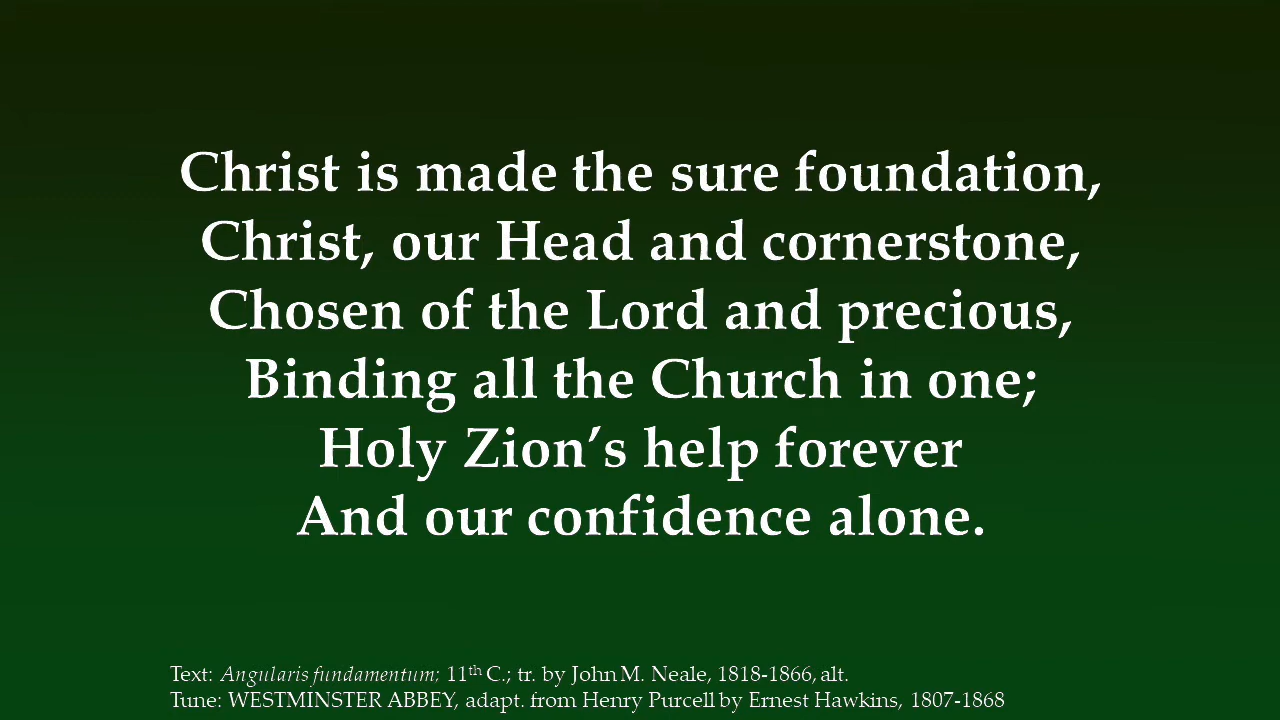 Christ is made the sure foundation,
Christ, our Head and cornerstone,
Chosen of the Lord and precious,
Binding all the Church in one;
Holy Zion’s help forever
And our confidence alone.
Text: Angularis fundamentum; 11th C.; tr. by John M. Neale, 1818-1866, alt.
Tune: WESTMINSTER ABBEY, adapt. from Henry Purcell by Ernest Hawkins, 1807-1868